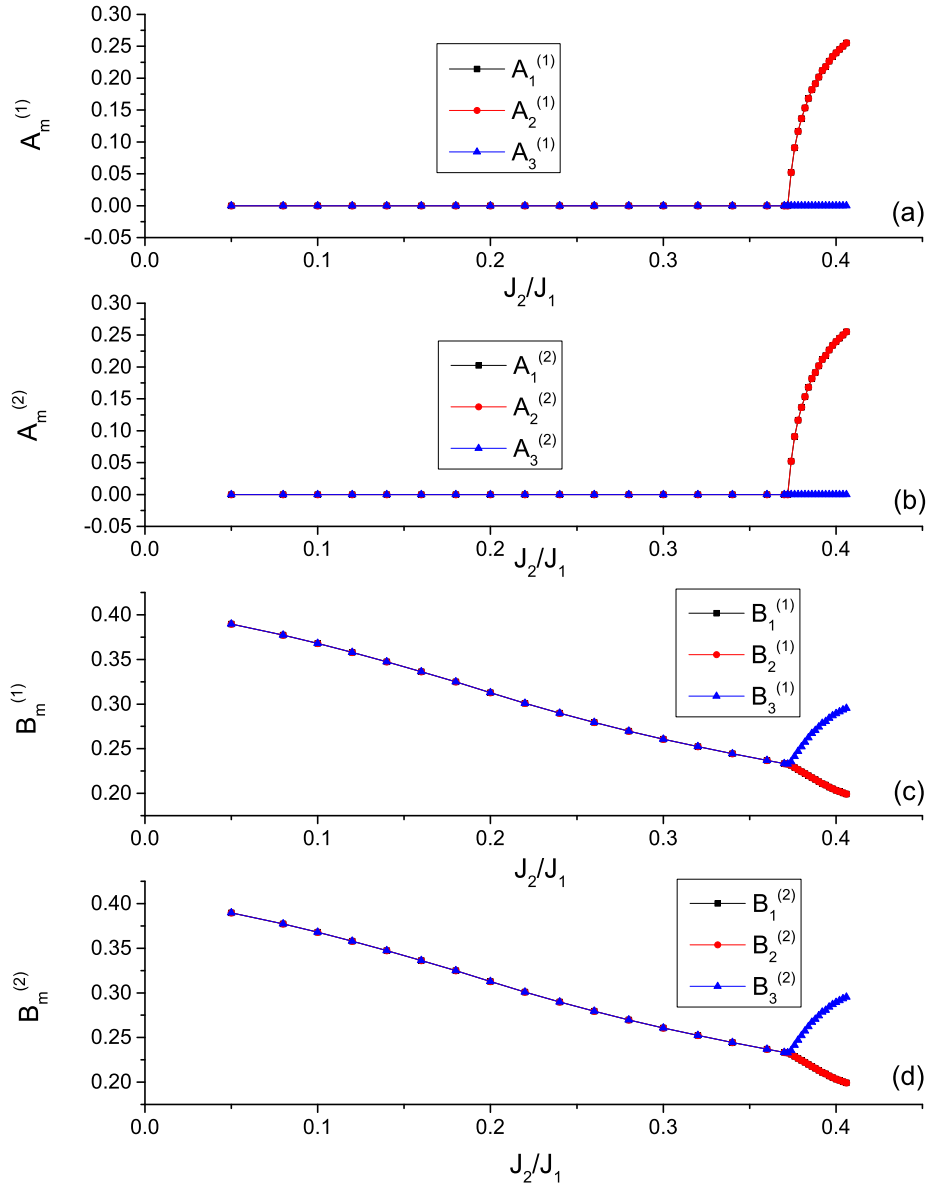 0.30
0.25
0.20
0.15
0.10
0.05
0.00
-0.05
A_m^(1)
A_1^(1)
A_2^(1)
A_3^(1)
(a)
0.0 0.1 0.2 0.3 0.4
J_2/J_1
0.30
0.25
0.20
0.15
0.10
0.05
0.00
-0.05
A_m^(2)
A_1^(2)
A_2^(2)
A_3^(2)
(b)
0.0 0.1 0.2 0.3 0.4
J_2/J_1
0.40
0.35
0.30
0.25
0.20
B_m^(1)
B_1^(1)
B_2^(1)
B_3^(1)
(c)
0.0 0.1 0.2 0.3 0.4
J_2/J_1
0.40
0.35
0.30
0.25
0.20
B_m^(2)
B_1^(2)
B_2^(2)
B_3^(2)
(d)
0.0 0.1 0.2 0.3 0.4
J_2/J_1